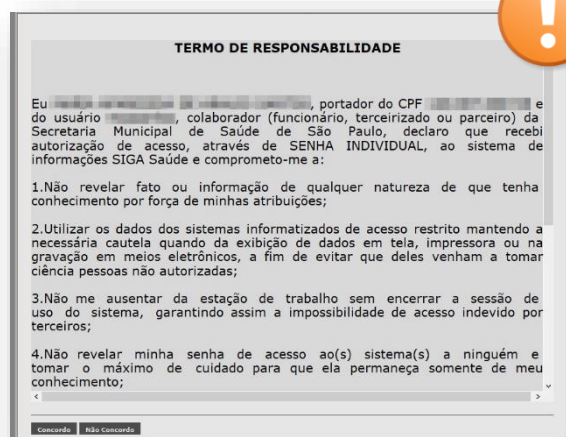 !
TERMO DE RESPONSABILIDADE
Eu , portador do CPF e
do usuário , colaborador (funcionário, terceirizado ou parceiro) da
Secretaria Municipal de Saúde de São Paulo, declaro que recebi
autorização de acesso, através de SENHA INDIVIDUAL, ao sistema de
informações SIGA Saúde e comprometo-me a:
1.Não revelar fato ou informação de qualquer natureza de que tenha
conhecimento por força de minhas atribuições;
2.Utilizar os dados dos sistemas informatizados de acesso restrito mantendo a
necessária cautela quando da exibição de dados em tela, impressora ou na
gravação em meios eletrônicos, a fim de evitar que deles venham a tomar
ciência pessoas não autorizadas;
3.Não me ausentar da estação de trabalho sem encerrar a sessão de
uso do sistema, garantindo assim a impossibilidade de acesso indevido por
terceiros;
4.Não revelar minha senha de acesso ao(s) sistema(s) a ninguém e
tomar o máximo de cuidado para que ela permaneça somente de meu
conhecimento;
Concordo Não Concordo